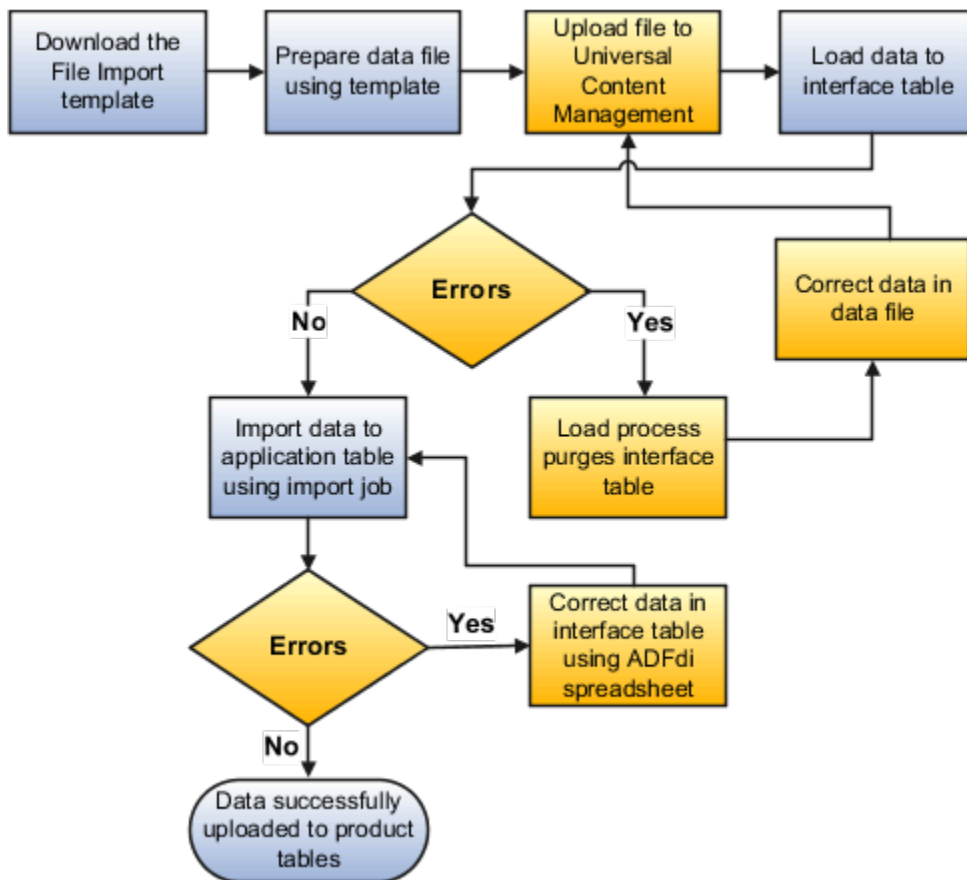 Download the
File Import
template
Prepare data file
using template
Upload file to
Universal
Content
Management
Load data to
interface table
Errors
No
Yes
Correct data in
data file
Import data to
application table
using import job
Load process
purges interface
table
Errors
Yes
Correct data in
interface table
using ADFdi
spreadsheet
No
Data successfully
uploaded to product
tables